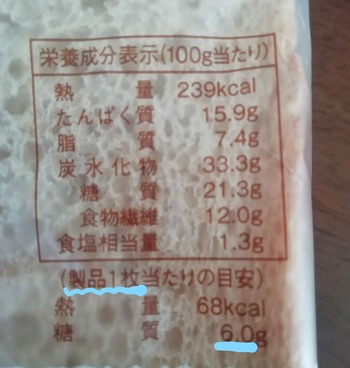 栄養成分表示(100g当たり)
熱量 239kcal
たんぱく質 15.9g
脂質 7.4g
炭水化物 33.3g
糖質 21.3g
食物繊維 12.0g
食塩相当量 1.3g
(製品1枚当たりの目安)
熱量 68kcal
糖質 6.0g